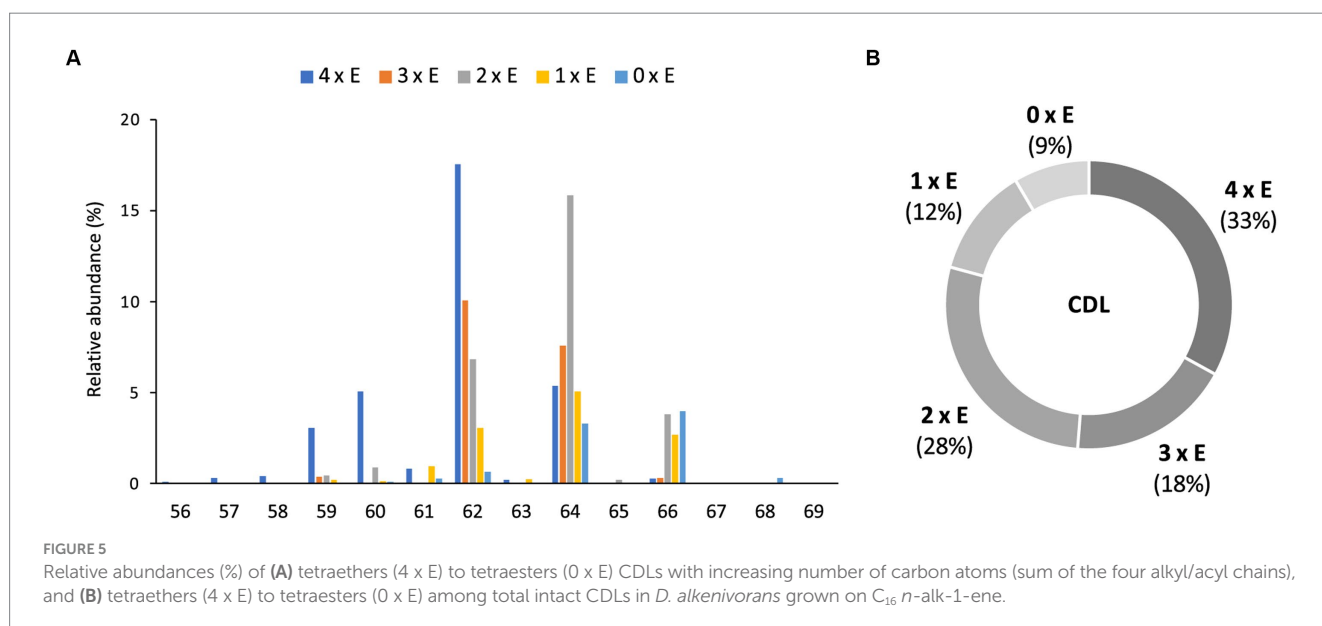 A
4 x E 3 x E 2 x E 1 x E 0 x E
20
15
10
5
0
Relative abundance (%)
56 57 58 59 60 61 62 63 64 65 66 67 68 69
B
0 x E
(9%)
1 x E
(12%)
4 x E
(33%)
CDL
2 x E
(28%)
3 x E
(18%)
FIGURE 5
Relative abundances (%) of (A) tetraethers (4 x E) to tetraesters (0 x E) CDLs with increasing number of carbon atoms (sum of the four alkyl/acyl chains),
and (B) tetraethers (4 x E) to tetraesters (0 x E) among total intact CDLs in D. alkenivorans grown on C₁₆ n-alk-1-ene.